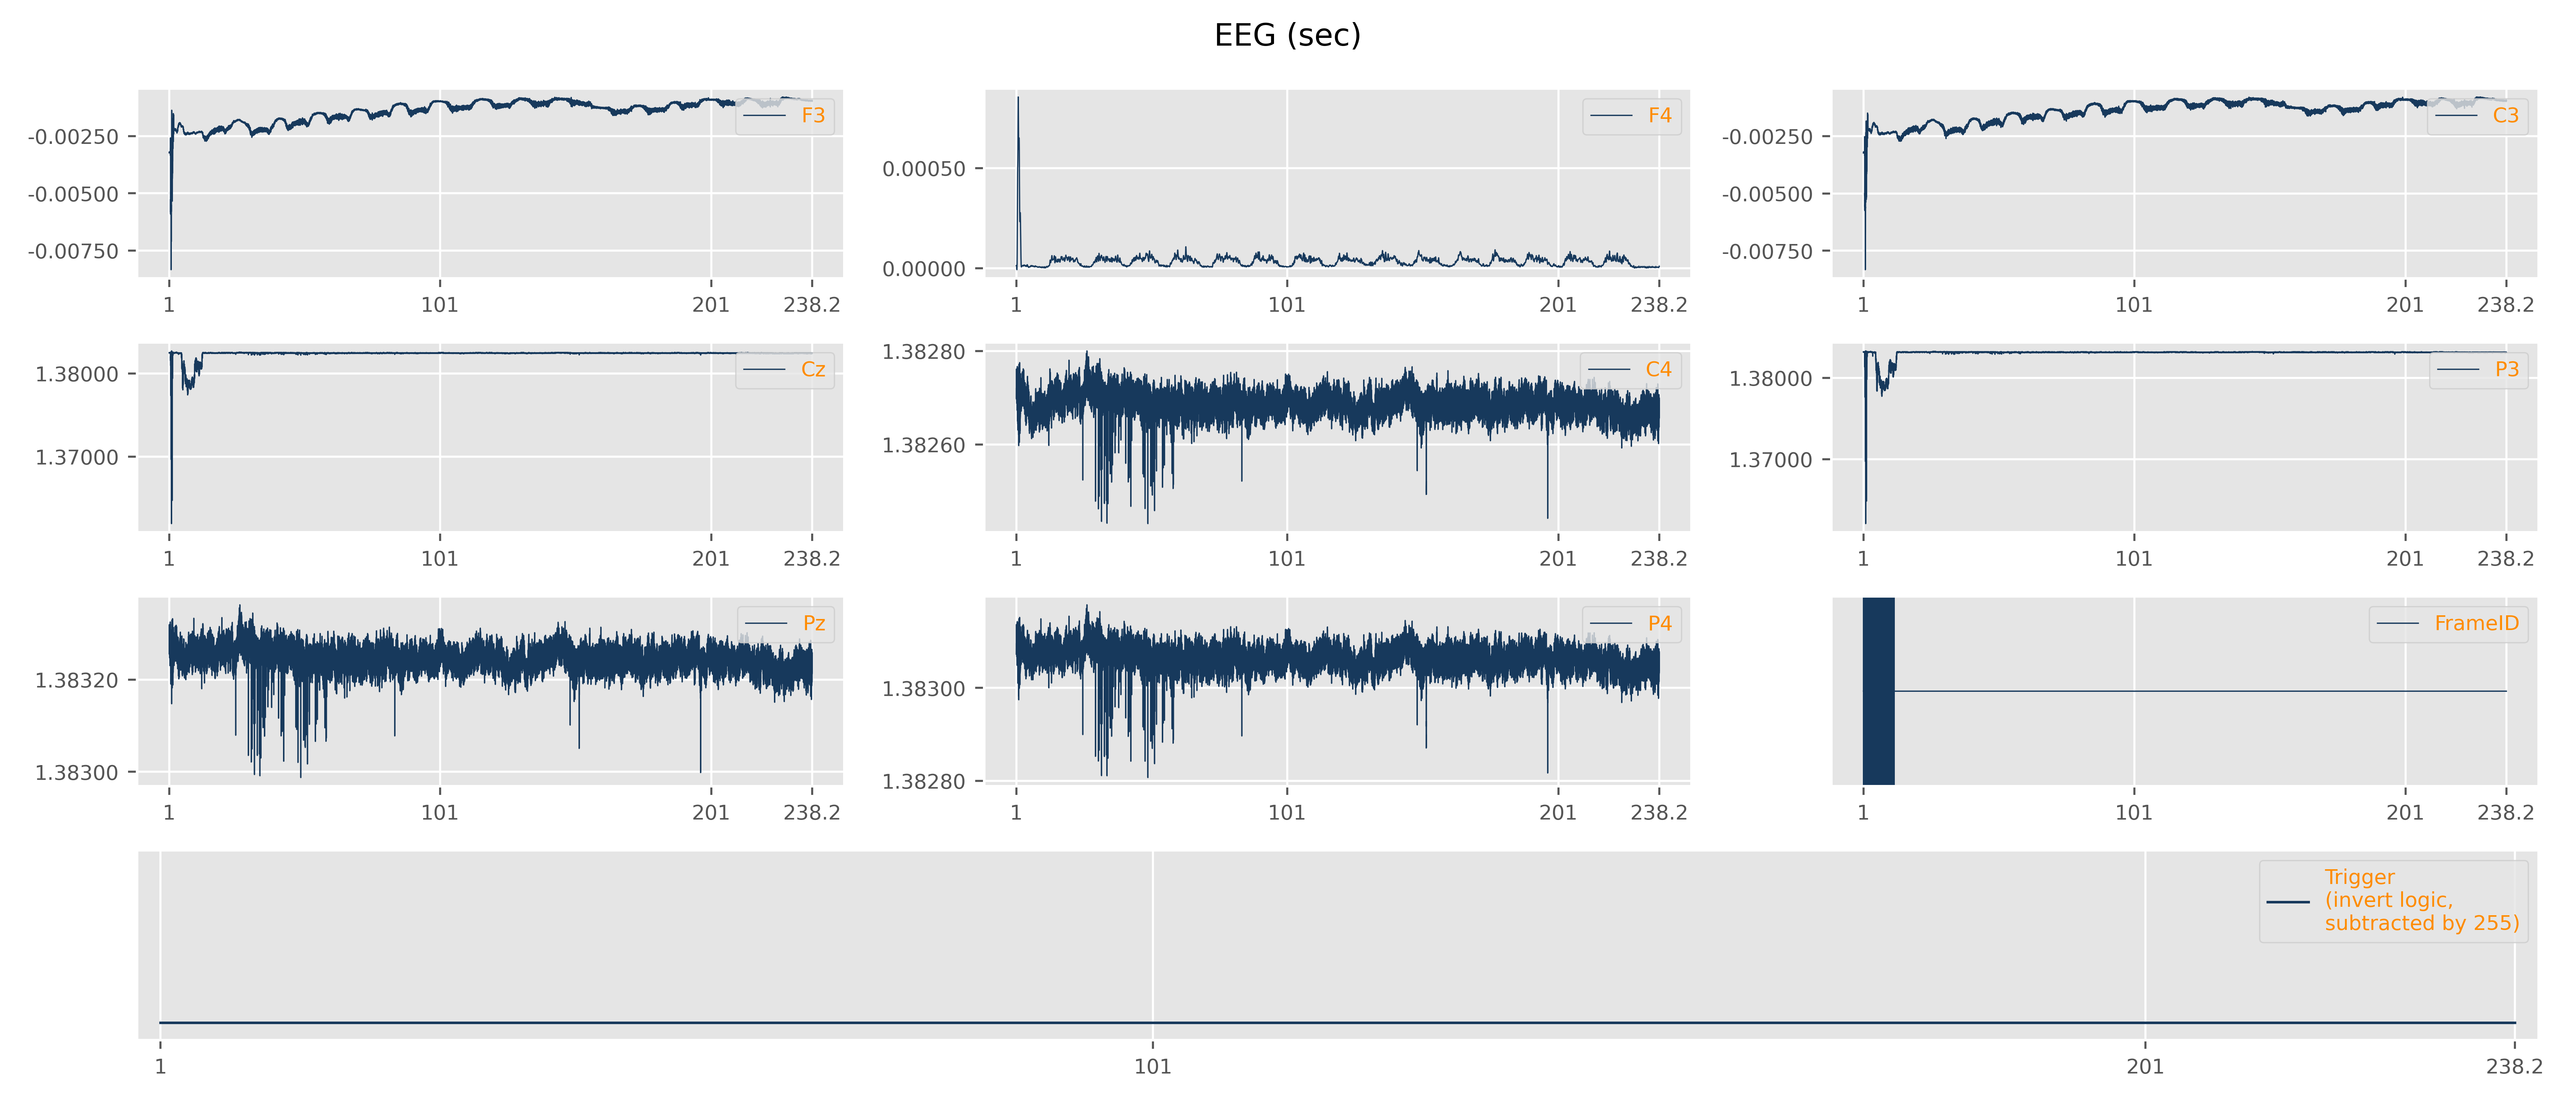 EEG (sec)
F3
-0.00250
-0.00500
-0.00750
1 101 201 238.2
F4
0.00050
0.00000
1 101 201 238.2
C3
-0.00250
-0.00500
-0.00750
1 101 201 238.2
Cz
1.38000
1.37000
1 101 201 238.2
C4
1.38280
1.38260
1 101 201 238.2
P3
1.38000
1.37000
1 101 201 238.2
Pz
1.38320
1.38300
1 101 201 238.2
P4
1.38300
1.38280
1 101 201 238.2
FrameID
1 101 201 238.2
Trigger
(invert logic,
subtracted by 255)
1 101 201 238.2